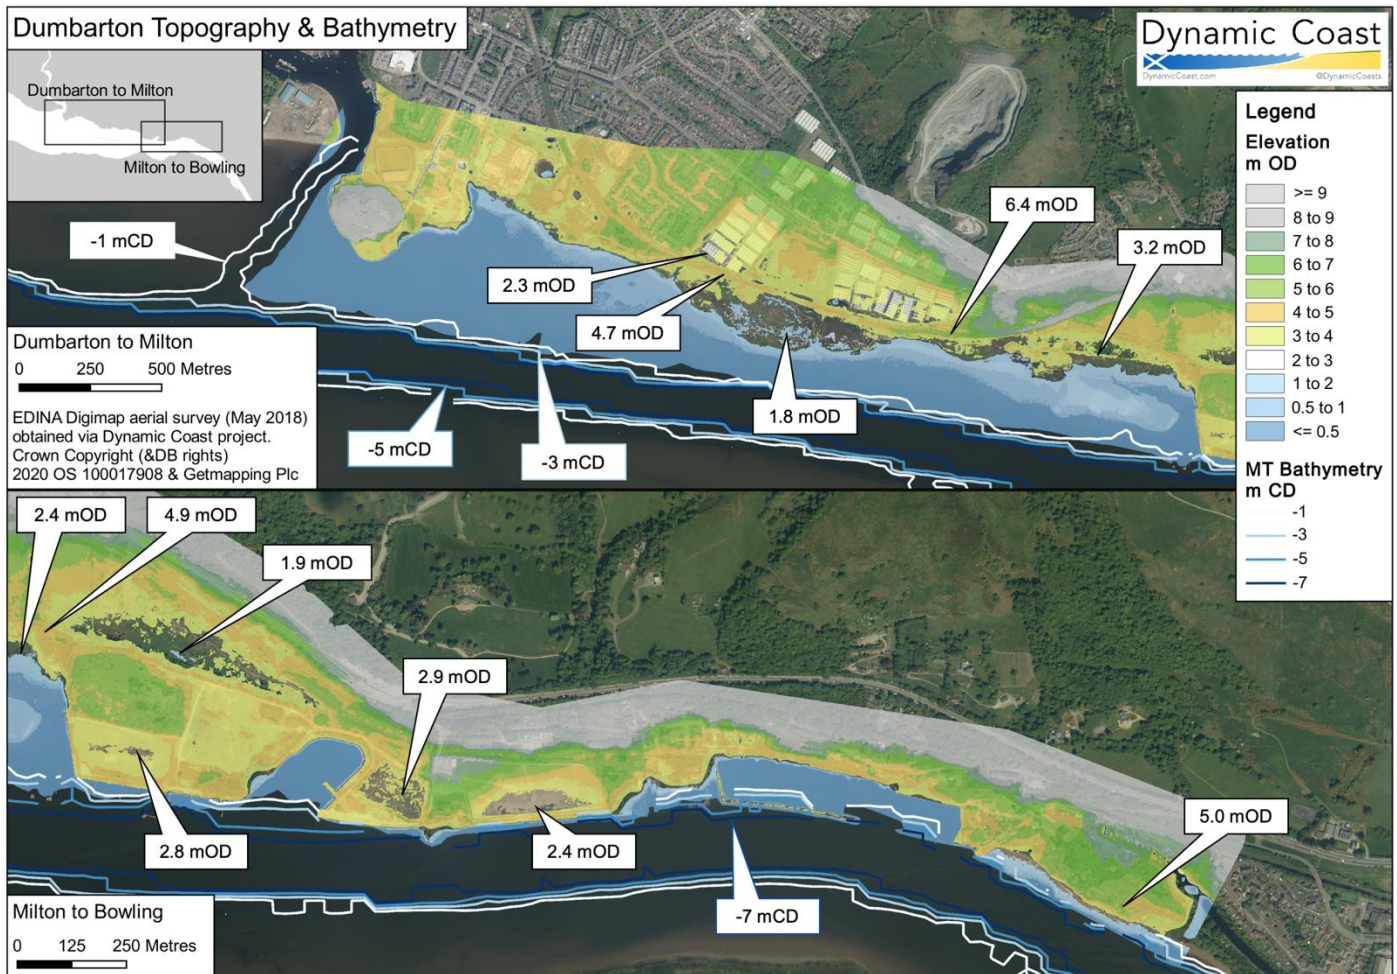 Dumbarton Topography & Bathymetry
Dynamic Coast
DynamicCoast.com
@DynamicCoasts
Dumbarton to Milton
Milton to Bowling
Legend
Elevation
m OD
>= 9
8 to 9
7 to 8
6 to 7
5 to 6
4 to 5
3 to 4
2 to 3
1 to 2
0.5 to 1
<= 0.5
MT Bathymetry
m CD
-1
-3
-5
-7
-1 mCD
6.4 mOD
3.2 mOD
2.3 mOD
4.7 mOD
1.8 mOD
-5 mCD
-3 mCD
Dumbarton to Milton
0 250 500 Metres
EDINA Digimap aerial survey (May 2018)
obtained via Dynamic Coast project.
Crown Copyright (&DB rights)
2020 OS 100017908 & Getmapping Plc
2.4 mOD
4.9 mOD
1.9 mOD
2.9 mOD
2.8 mOD
2.4 mOD
5.0 mOD
-7 mCD
Milton to Bowling
0 125 250 Metres